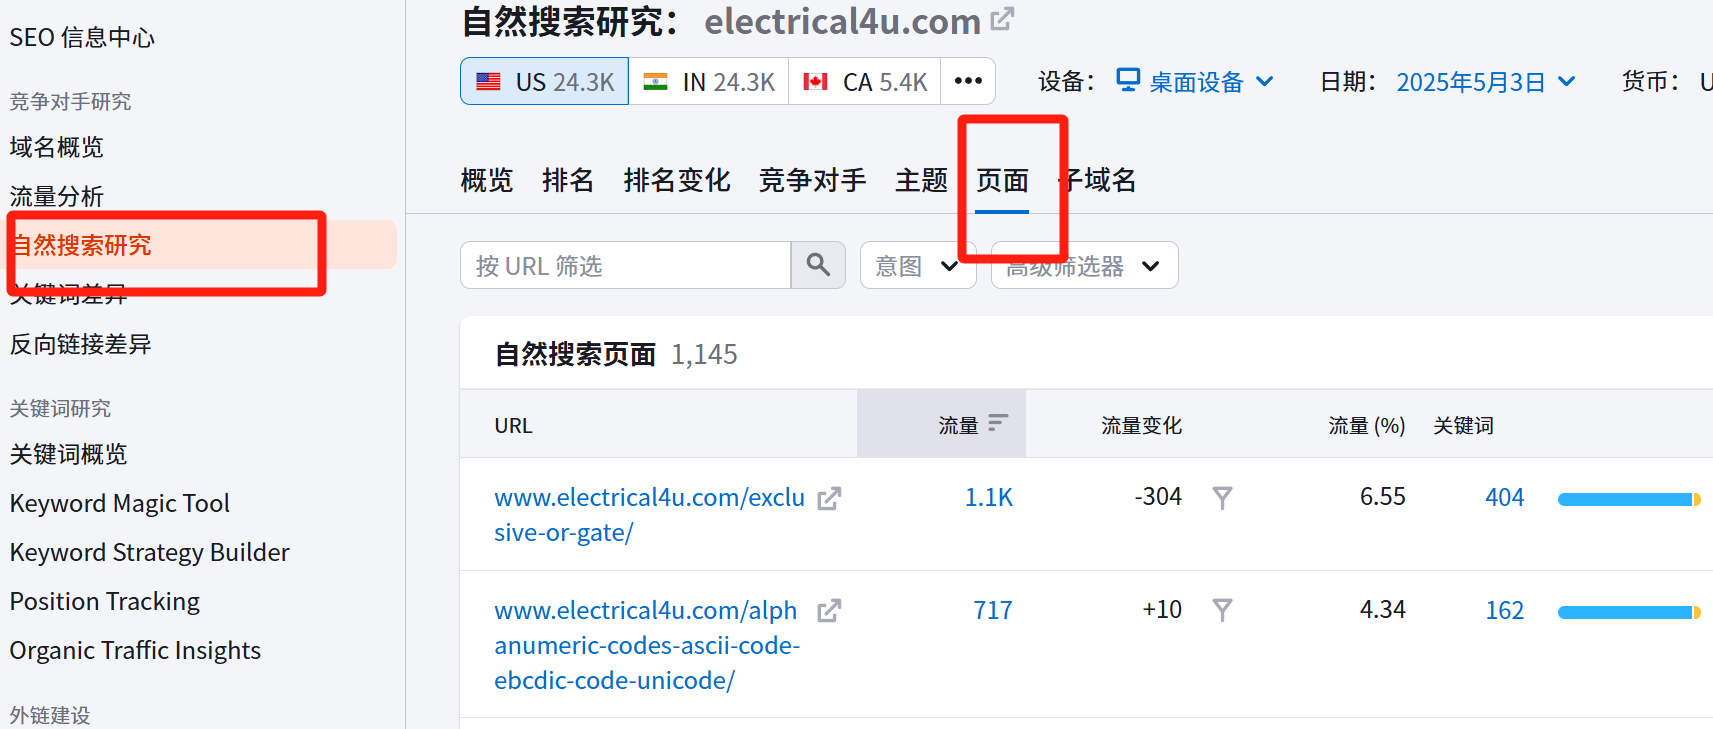 SEO 信息中心
竞争对手研究
域名概览
流量分析
自然搜索研究
关键词差异
反向链接差异
关键词研究
关键词概览
Keyword Magic Tool
Keyword Strategy Builder
Position Tracking
Organic Traffic Insights
外链建设
自然搜索研究： electrical4u.com
US 24.3K IN 24.3K CA 5.4K ••• 设备： 桌面设备 日期： 2025年5月3日 货币： U
概览 排名 排名变化 竞争对手 主题 页面 子域名
按 URL 筛选 意图 高级筛选器
自然搜索页面 1,145
URL 流量 流量变化 流量 (%) 关键词
www.electrical4u.com/exclu 1.1K -304 6.55 404
sive-or-gate/
www.electrical4u.com/alph 717 +10 4.34 162
anumeric-codes-ascii-code-
ebcdic-code-unicode/